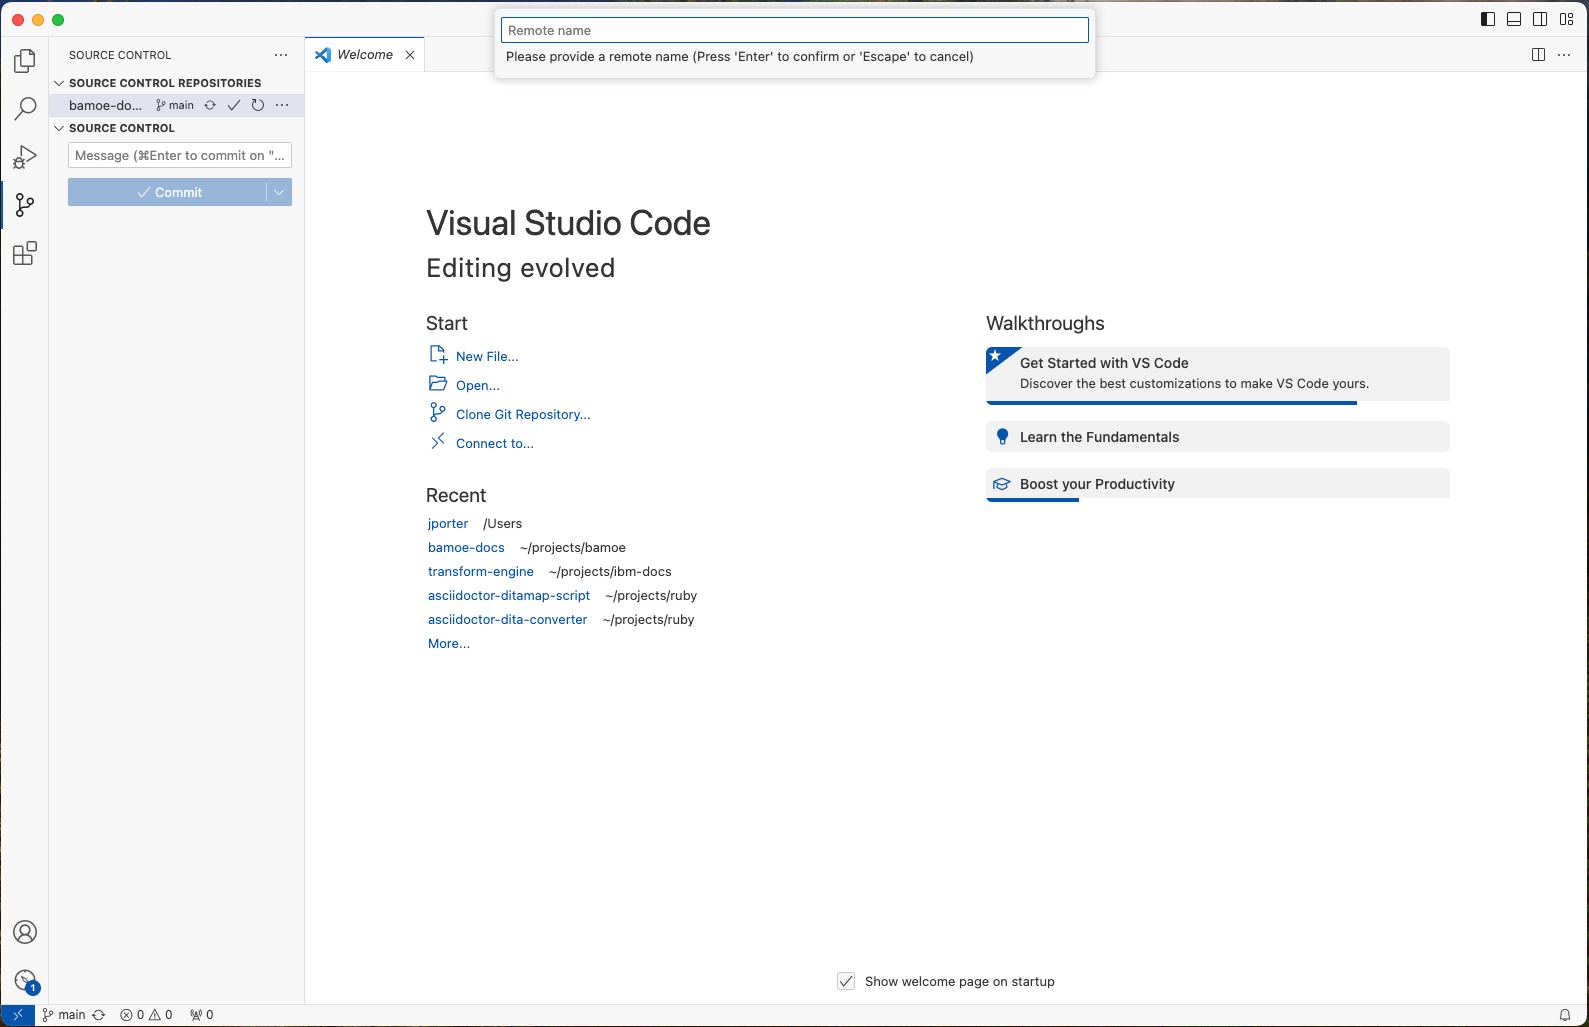 Remote name
Please provide a remote name (Press 'Enter' to confirm or 'Escape' to cancel)
SOURCE CONTROL
Welcome
SOURCE CONTROL REPOSITORIES
bamoe-do... main
SOURCE CONTROL
Message (⌘Enter to commit on "...
Commit
Visual Studio Code
Editing evolved
Start
New File...
Open...
Clone Git Repository...
Connect to...
Recent
jporter /Users
bamoe-docs ~/projects/bamoe
transform-engine ~/projects/ibm-docs
asciidoctor-ditamap-script ~/projects/ruby
asciidoctor-dita-converter ~/projects/ruby
More...
Walkthroughs
Get Started with VS Code
Discover the best customizations to make VS Code yours.
Learn the Fundamentals
Boost your Productivity
Show welcome page on startup
1
main 0 0 0